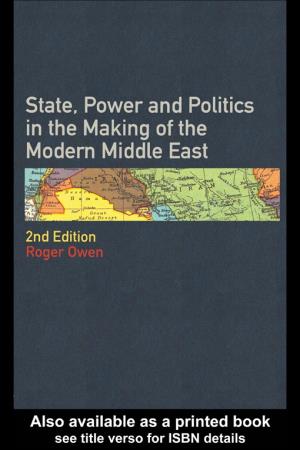 State, Power and Politics
in the Making of the
Modern Middle East
2nd Edition
Roger Owen
Also available as a printed book
see title verso for ISBN details